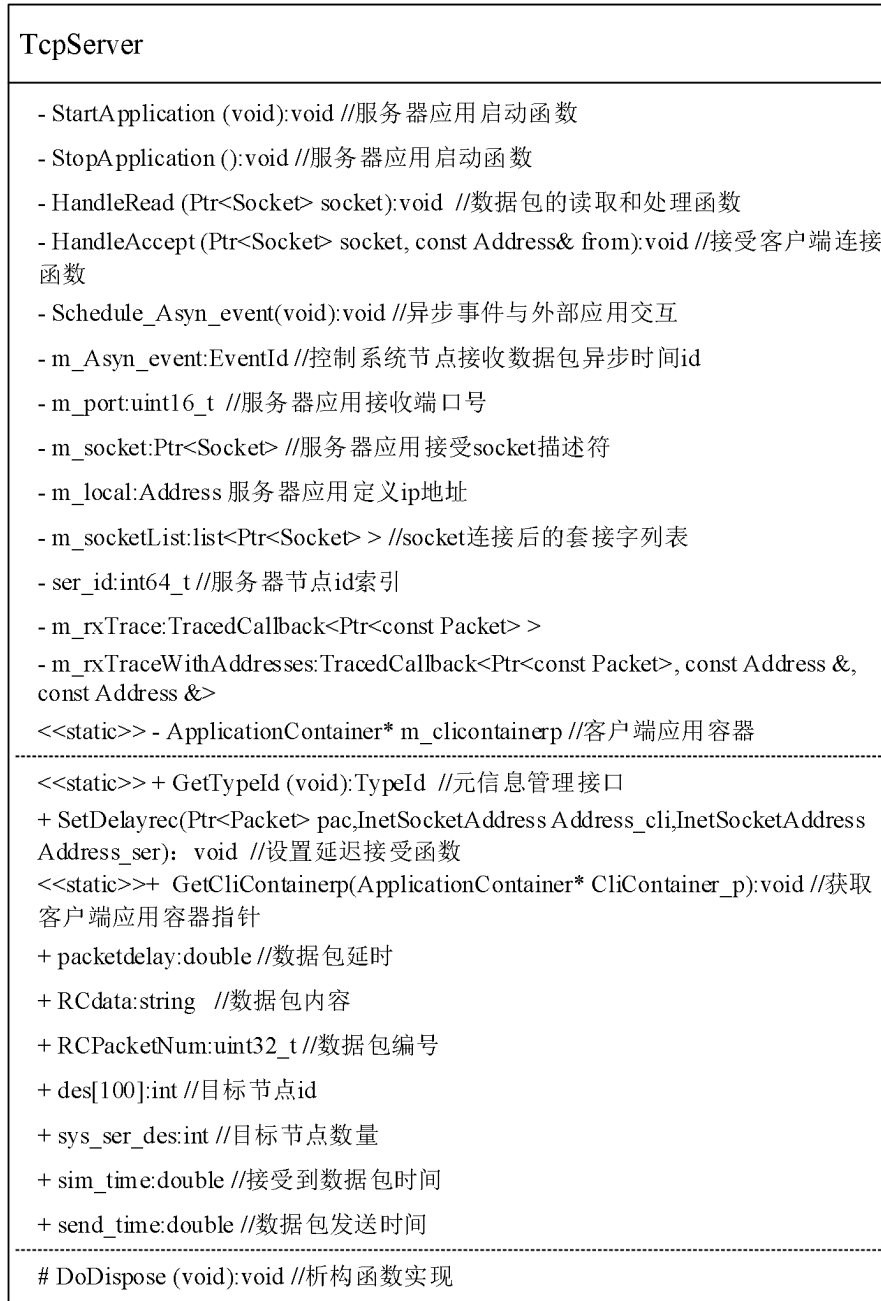 TcpServer
- StartApplication (void):void //服务器应用启动函数
- StopApplication ():void //服务器应用启动函数
- HandleRead (Ptr<Socket> socket):void //数据包的读取和处理函数
- HandleAccept (Ptr<Socket> socket, const Address& from):void //接受客户端连接
函数
- Schedule_Asyn_event(void):void //异步事件与外部应用交互
- m_Asyn_event:EventId //控制系统节点接收数据包异步时间id
- m_port:uint16_t //服务器应用接收端口号
- m_socket:Ptr<Socket> //服务器应用接受socket描述符
- m_local:Address 服务器应用定义ip地址
- m_socketList:list<Ptr<Socket> > //socket连接后的套接字列表
- ser_id:int64_t //服务器节点id索引
- m_rxTrace:TracedCallback<Ptr<const Packet> >
- m_rxTraceWithAddresses:TracedCallback<Ptr<const Packet>, const Address &,
const Address &>
<<static>> - ApplicationContainer* m_clicontainerp //客户端应用容器
<<static>> + GetTypeId (void):TypeId //元信息管理接口
+ SetDelayrec(Ptr<Packet> pac,InetSocketAddress Address_cli,InetSocketAddress
Address_ser)：void //设置延迟接受函数
<<static>>+ GetCliContainerp(ApplicationContainer* CliContainer_p):void //获取
客户端应用容器指针
+ packetdelay:double //数据包延时
+ RCdata:string //数据包内容
+ RCPacketNum:uint32_t //数据包编号
+ des[100]:int //目标节点id
+ sys_ser_des:int //目标节点数量
+ sim_time:double //接受到数据包时间
+ send_time:double //数据包发送时间
# DoDispose (void):void //析构函数实现